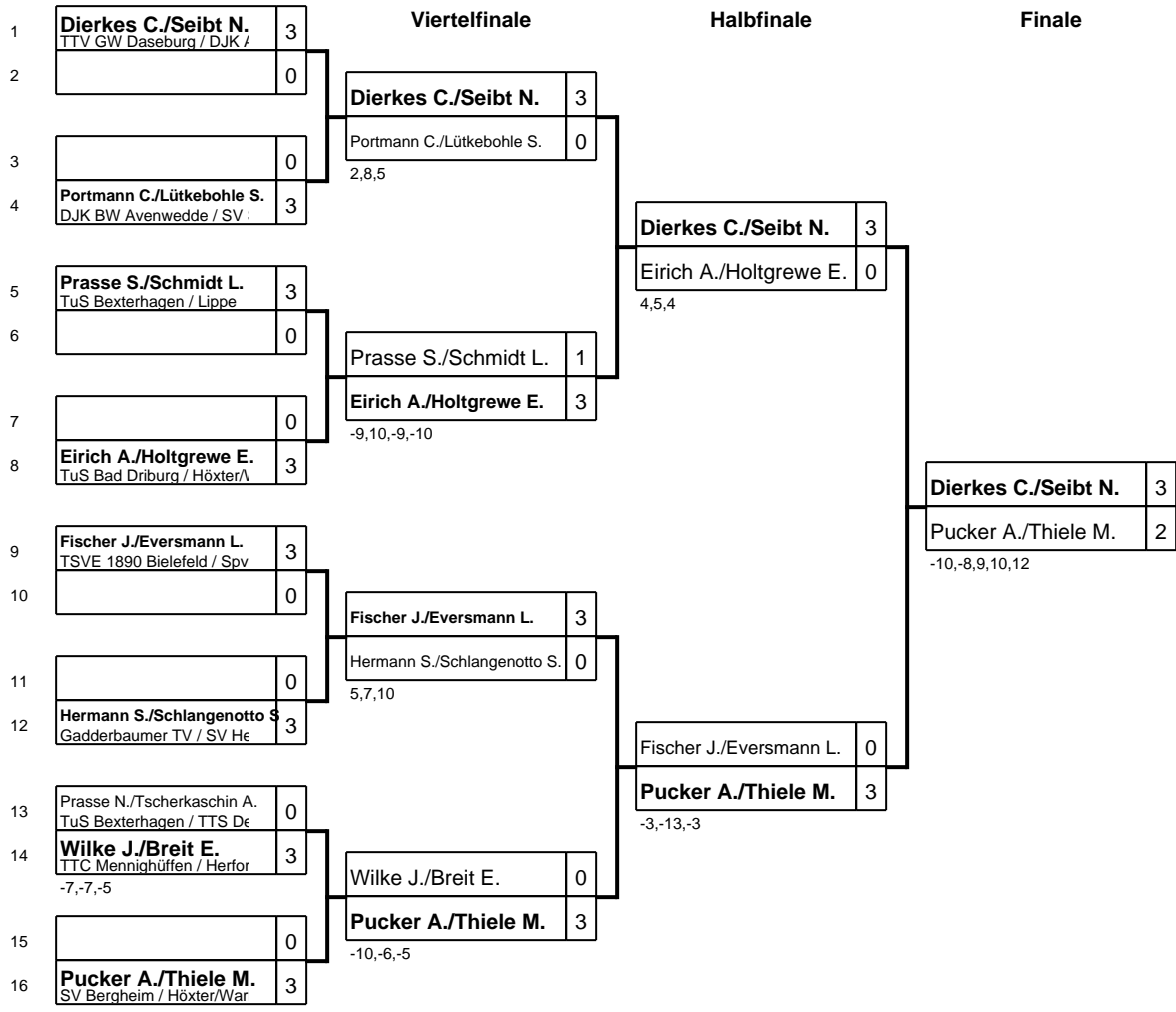 Viertelfinale
Halbfinale
Finale
1 Dierkes C./Seibt N. 3
TTV GW Daseburg / DJK
2 0
3 0
4 Portmann C./Lütkebohle S. 3
DJK BW Avenwedde / SV
5 Prasse S./Schmidt L. 3
TuS Bexterhagen / Lippe
6 0
7 0
8 Eirich A./Holtgrewe E. 3
TuS Bad Driburg / Höxter/
9 Fischer J./Eversmann L. 3
TSVE 1890 Bielefeld / Spv
10 0
11 0
12 Hermann S./Schlangenotto S 3
Gadderbaumer TV / SV He
13 Prasse N./Tscherkaschin A. 0
TuS Bexterhagen / TTS De
14 Wilke J./Breit E. 3
TTC Mennighüffen / Herfor
-7,-7,-5
15 0
16 Pucker A./Thiele M. 3
SV Bergheim / Höxter/War
Dierkes C./Seibt N. 3
Portmann C./Lütkebohle S. 0
2,8,5
Prasse S./Schmidt L. 1
Eirich A./Holtgrewe E. 3
-9,10,-9,-10
Fischer J./Eversmann L. 3
Hermann S./Schlangenotto S. 0
5,7,10
Wilke J./Breit E. 0
Pucker A./Thiele M. 3
-10,-6,-5
Dierkes C./Seibt N. 3
Eirich A./Holtgrewe E. 0
4,5,4
Fischer J./Eversmann L. 0
Pucker A./Thiele M. 3
-3,-13,-3
Dierkes C./Seibt N. 3
Pucker A./Thiele M. 2
-10,-8,9,10,12